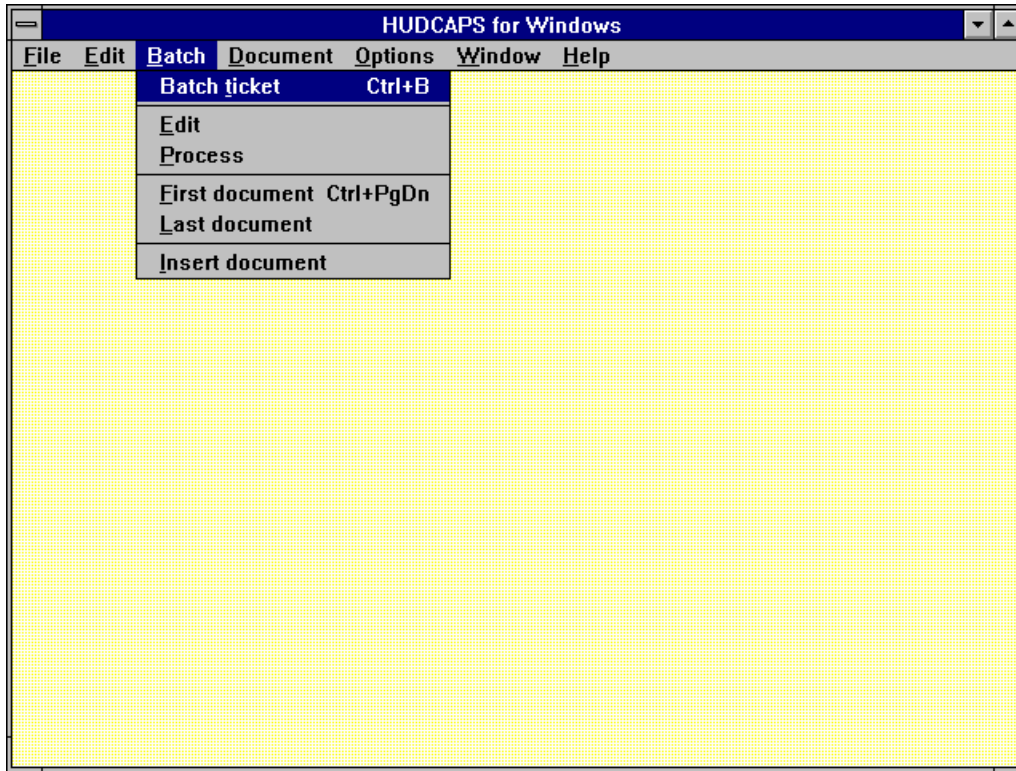 HUDCAPS for Windows
File Edit Batch Document Options Window Help
Batch ticket Ctrl+B
Edit
Process
First document Ctrl+PgDn
Last document
Insert document